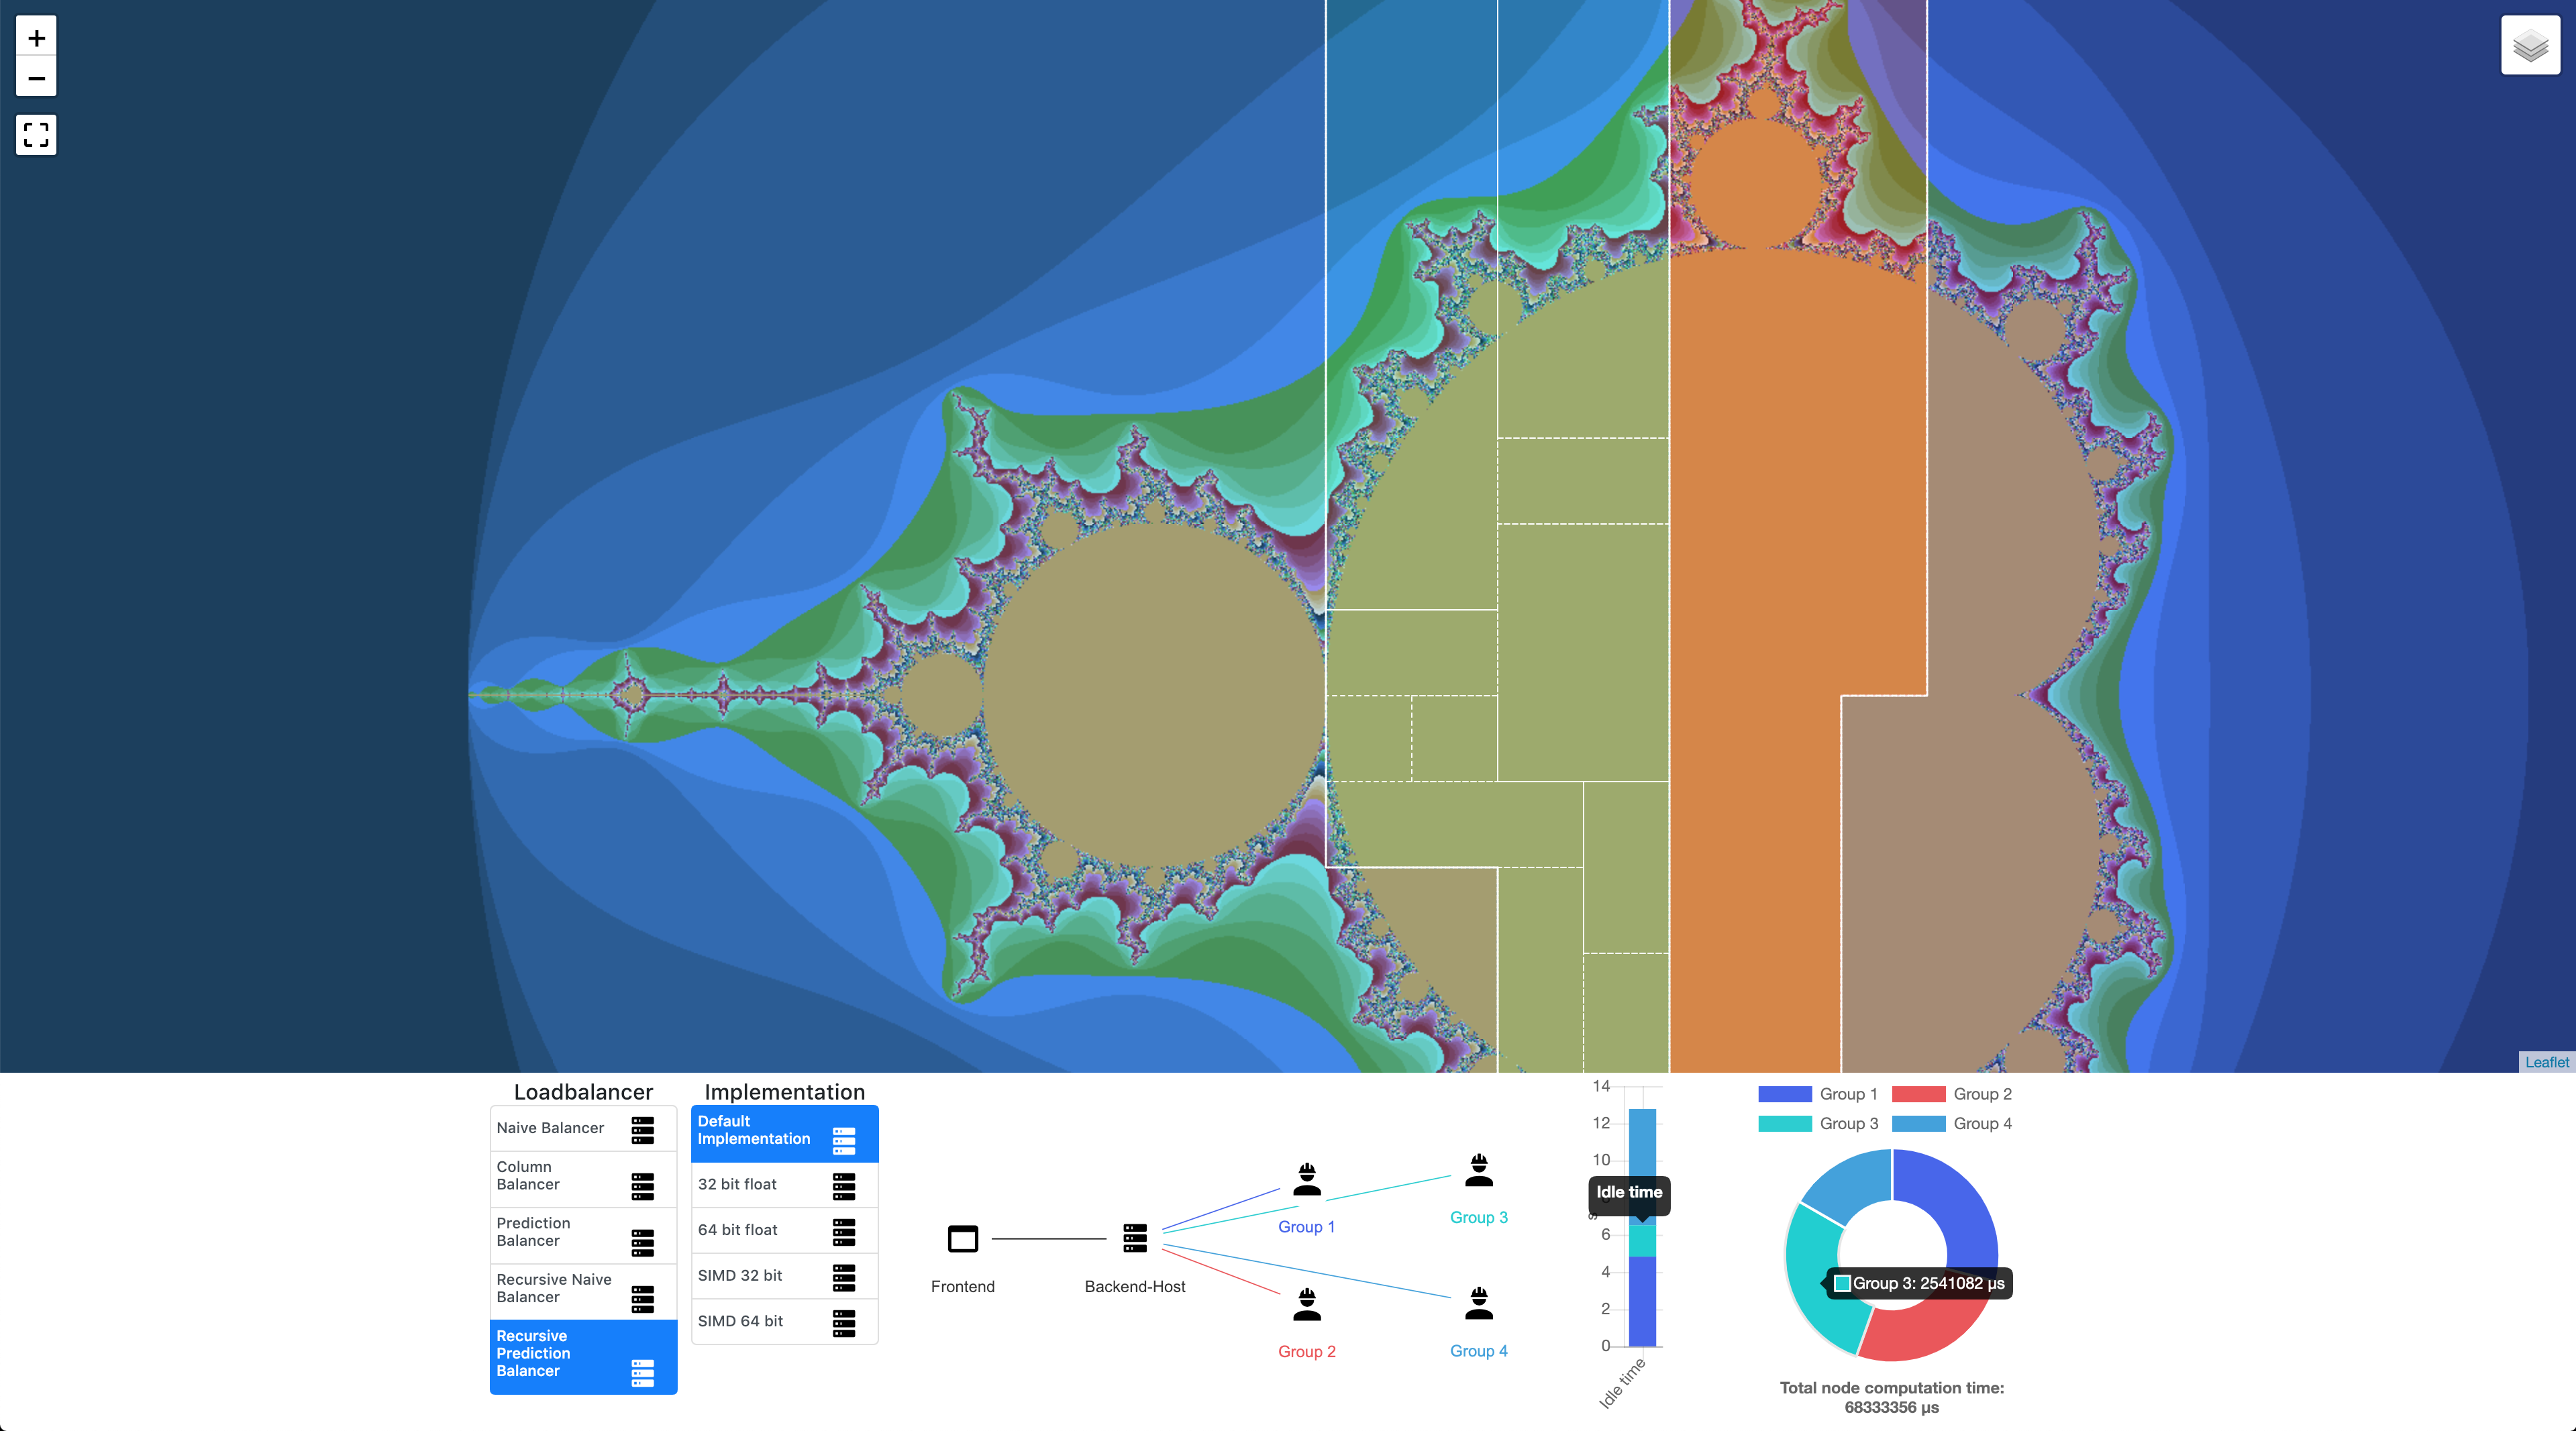 +
−
Leaflet
Loadbalancer
Naive Balancer
Column
Balancer
Prediction
Balancer
Recursive Naive
Balancer
Recursive
Prediction
Balancer
Implementation
Default
Implementation
32 bit float
64 bit float
SIMD 32 bit
SIMD 64 bit
Frontend
Backend-Host
Group 1
Group 2
Group 3
Group 4
14
12
10
Idle time
s
6
4
2
0
Idle time
Group 1
Group 2
Group 3
Group 4
Group 3: 2541082 µs
Total node computation time:
68333356 µs